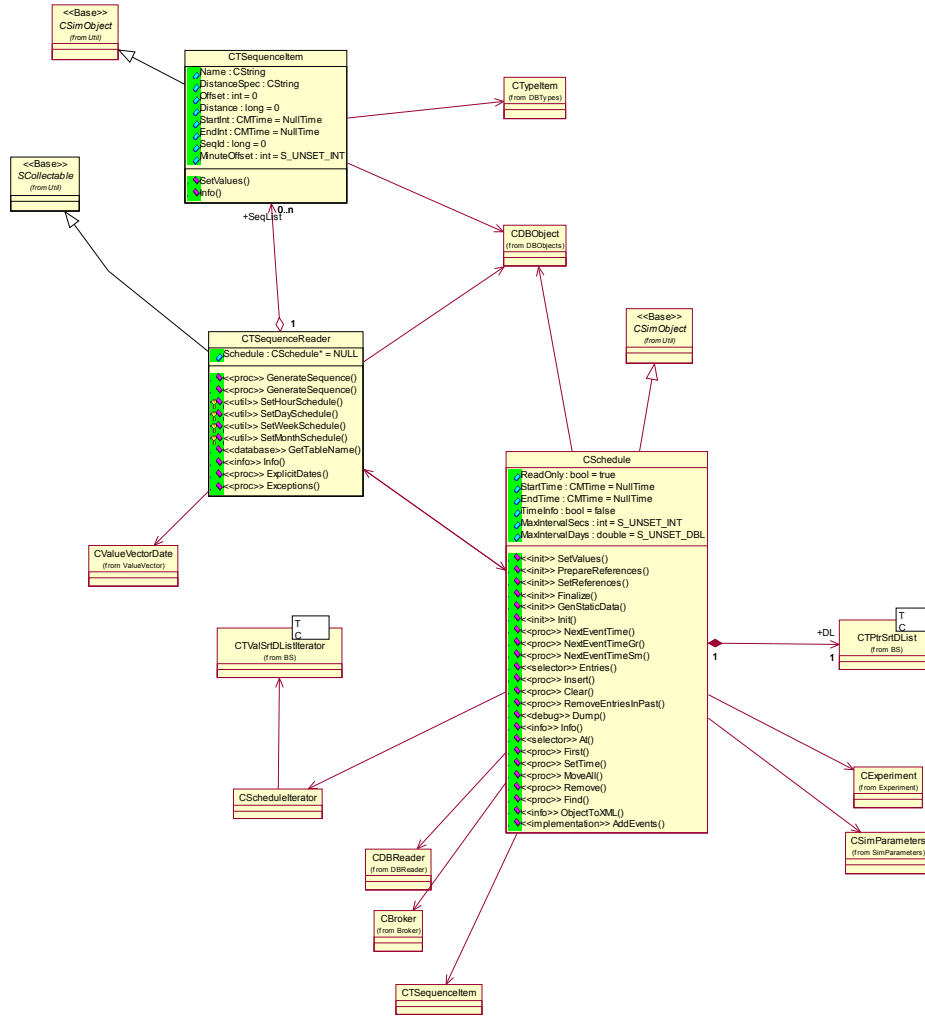 <<Base>>
CSimObject
(from Util)
CTSequenceItem
Name : CString
DistanceSpec : CString
Offset : int = 0
Distance : long = 0
StartInt : CMTime = NullTime
EndInt : CMTime = NullTime
SeqId : long = 0
MinuteOffset : int = S_UNSET_INT
GetValues()
Info()
CTypeItem
(from DBTypes)
<<Base>>
SCollectable
(from Util)
0..n
+SeqList
CDBObject
(from DBObjects)
1
CTSequenceReader
Schedule : CSchedule* = NULL
<<proc>> GenerateSequence()
<<proc>> GenerateSequence()
<<util>> SetHourSchedule()
<<util>> SetDaySchedule()
<<util>> SetWeekSchedule()
<<util>> SetMonthSchedule()
<<database>> GetTableName()
<<info>> Info()
<<proc>> ExplicitDates()
<<proc>> Exceptions()
<<Base>>
CSimObject
(from Util)
CValueVectorDate
(from ValueVector)
CSchedule
ReadOnly : bool = true
StartTime : CMTime = NullTime
EndTime : CMTime = NullTime
TimeInfo : bool = false
MaxIntervalSecs : int = S_UNSET_INT
MaxIntervalDays : double = S_UNSET_DBL
<<init>> SetValues()
<<init>> PrepareReferences()
<<init>> SetReferences()
<<init>> Finalize()
<<init>> GenStaticData()
<<init>> Init()
<<proc>> NextEventTime()
<<proc>> NextEventTimeGr()
<<proc>> NextEventTimeSm()
<<selector>> Entries()
<<proc>> Insert()
<<proc>> Clear()
<<proc>> RemoveEntriesInPast()
<<debug>> Dump()
<<info>> Info()
<<selector>> At()
<<proc>> First()
<<proc>> SetTime()
<<proc>> MoveAll()
<<proc>> Remove()
<<proc>> Find()
<<info>> ObjectToXML()
<<implementation>> AddEvents()
T
C
CTValSrtDListIterator
(from BS)
T
C
+DL
CTPtrSrtDList
(from BS)
1
1
CScheduleIterator
CExperiment
(from Experiment)
CSimParameters
(from SimParameters)
CDBReader
(from DBReader)
CBroker
(from Broker)
CTSequenceItem